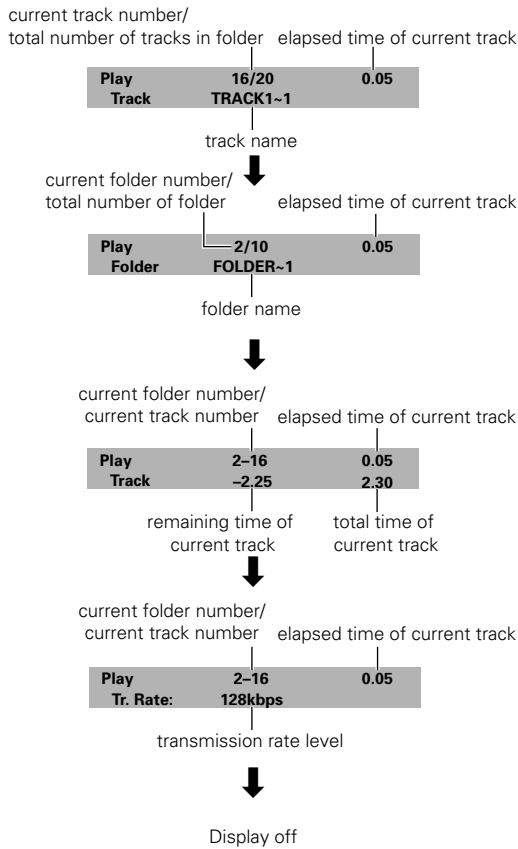 current track number/
total number of tracks in folder elapsed time of current track
Play 16/20 0.05
Track TRACK1~1
track name
current folder number/
total number of folder elapsed time of current track
Play 2/10 0.05
Folder FOLDER~1
folder name
current folder number/
current track number elapsed time of current track
Play 2–16 0.05
Track –2.25 2.30
remaining time of total time of
current track current track
current folder number/
current track number elapsed time of current track
Play 2–16 0.05
Tr. Rate: 128kbps
transmission rate level
Display off